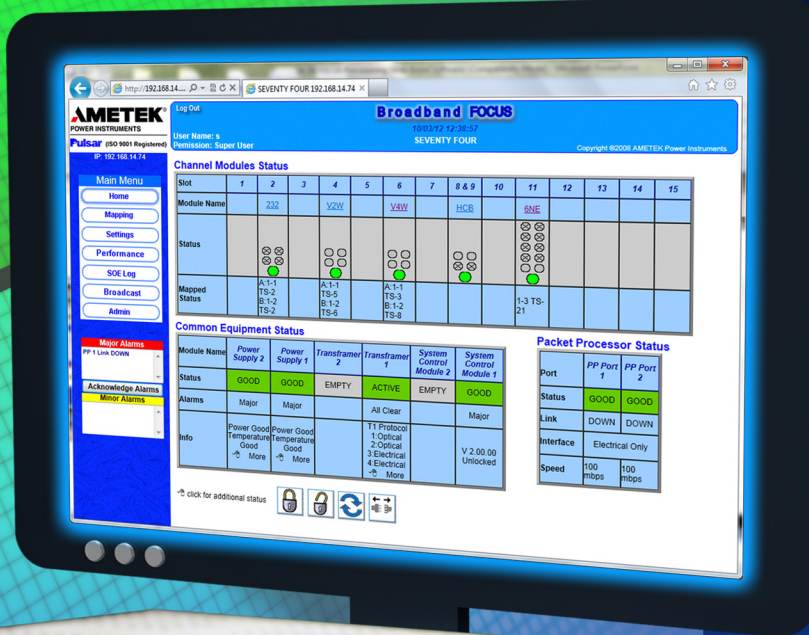 http://192.168.14....
SEVENTY FOUR 192.168.14.74
AMETEK®
POWER INSTRUMENTS
Pulsar (ISO 9001 Registered)
IP: 192.168.14.74
Log Out
User Name: s
Pemission: Super User
Broadband FOCUS
10/03/12 12:38:57
SEVENTY FOUR
Copyright ©2008 AMETEK Power Instruments
Main Menu
Home
Mapping
Settings
Performance
SOE Log
Broadcast
Admin
Major Alarms
PP 1 Link DOWN
Acknowledge Alarms
Minor Alarms
Channel Modules Status
Slot 1 2 3 4 5 6 7 8 & 9 10 11 12 13 14 15
Module Name 232 V2W V4W HCB 6NE
Status
Mapped Status A:1-1 TS-2 B:1-2 TS-2 A:1-1 TS-5 B:1-2 TS-6 A:1-1 TS-3 B:1-2 TS-8 1-3 TS-21
Common Equipment Status
Module Name Power Supply 2 Power Supply 1 Transframer 2 Transframer 1 System Control Module 2 System Control Module 1
Status GOOD GOOD EMPTY ACTIVE EMPTY GOOD
Alarms Major Major All Clear Major
Info Power Good Temperature Good More Power Good Temperature Good More T1 Protocol 1:Optical 2:Optical 3:Electrical 4:Electrical More V 2.00.00 Unlocked
Packet Processor Status
Port PP Port 1 PP Port 2
Status GOOD GOOD
Link DOWN DOWN
Interface Electrical Only
Speed 100 mbps 100 mbps
click for additional status